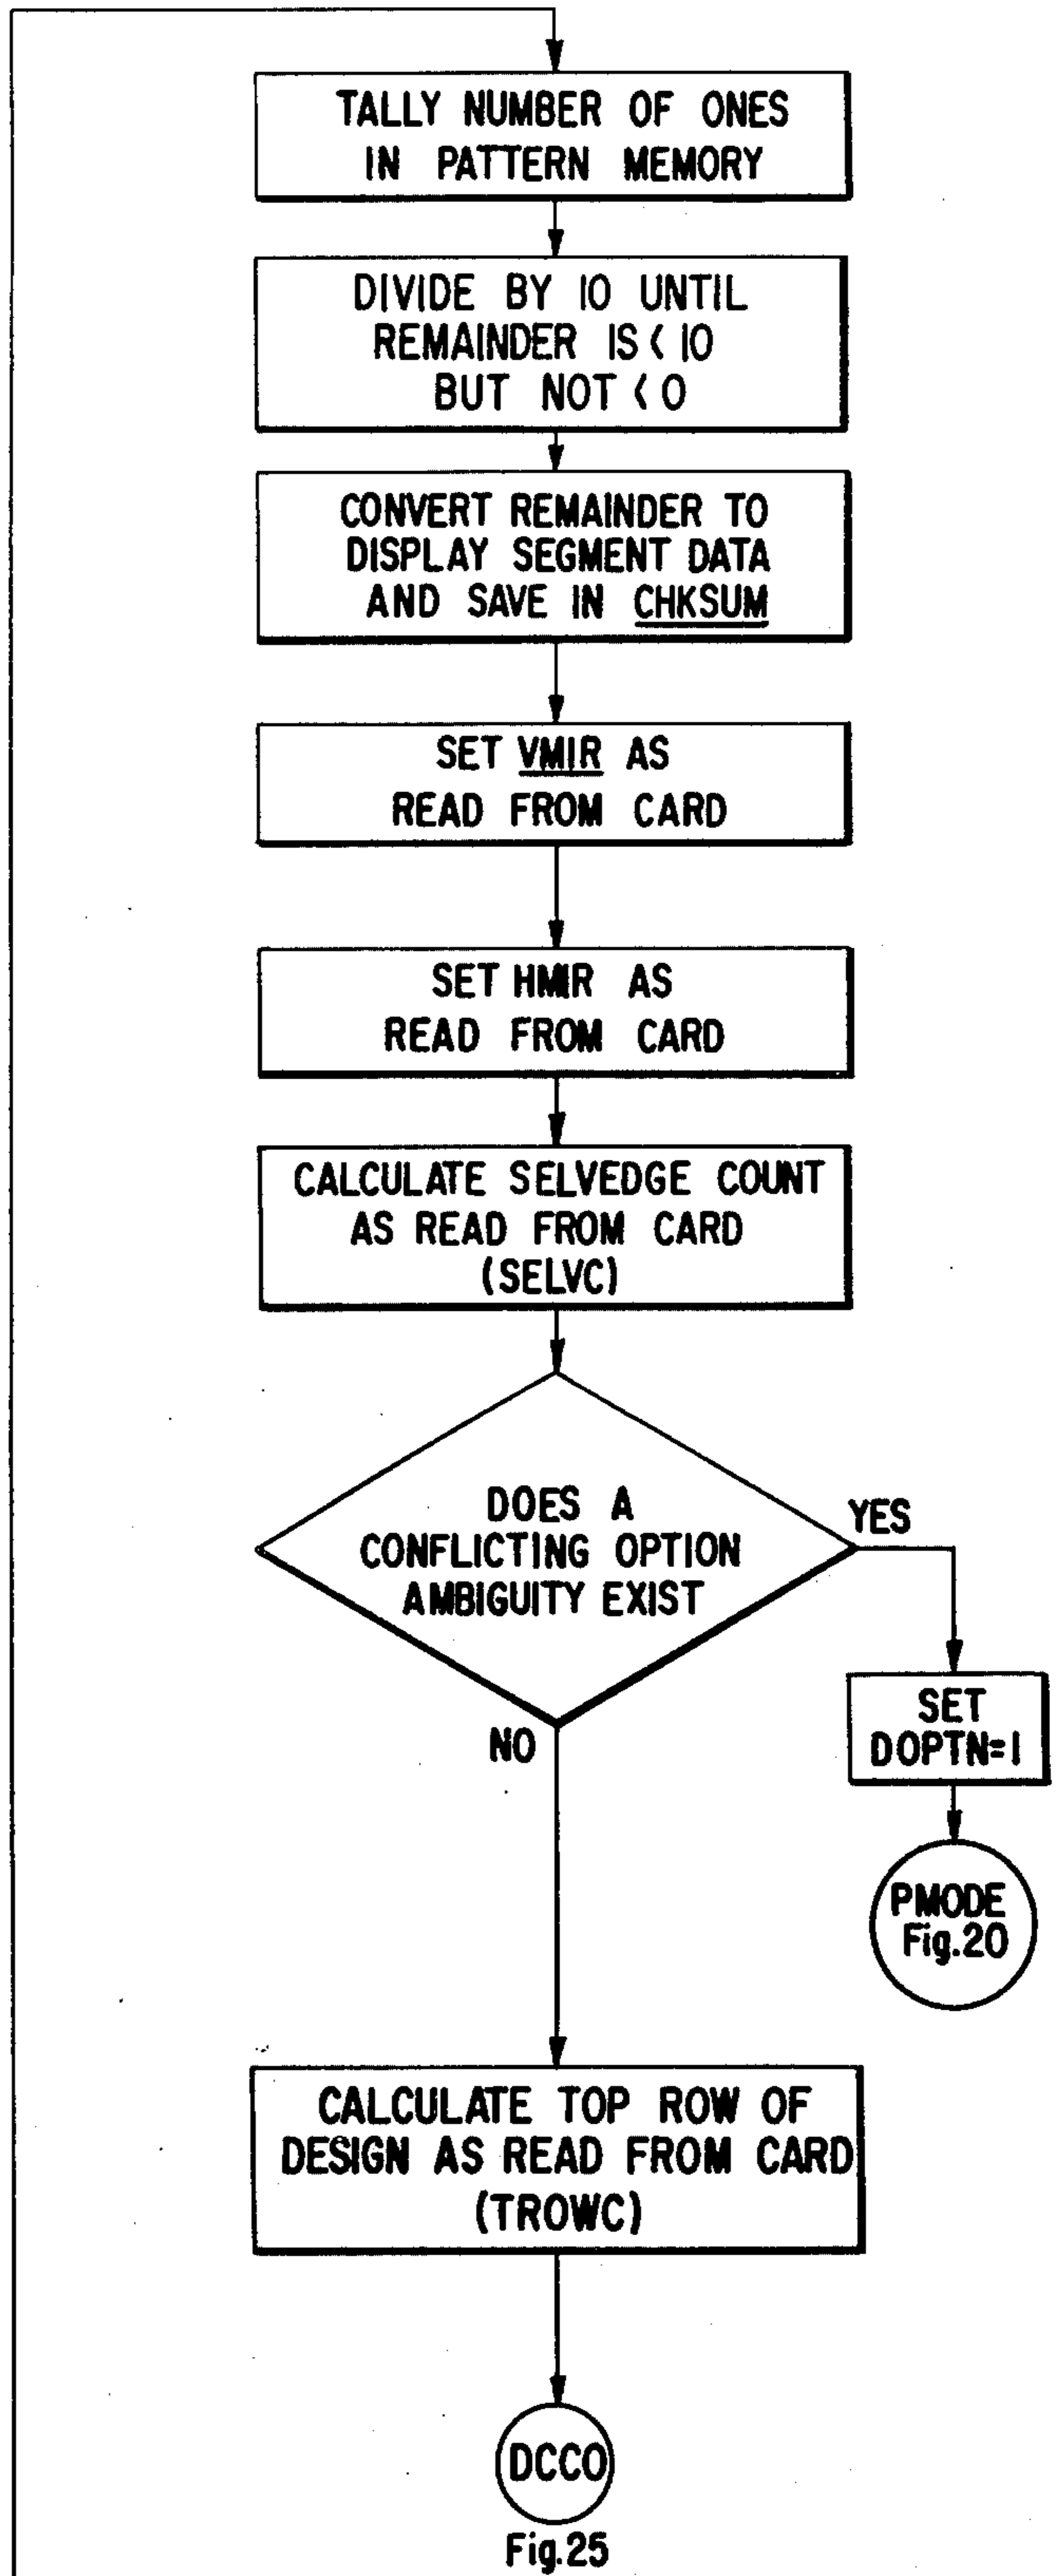 TALLY NUMBER OF ONES
IN PATTERN MEMORY
DIVIDE BY 10 UNTIL
REMAINDER IS < 10
BUT NOT < 0
CONVERT REMAINDER TO
DISPLAY SEGMENT DATA
AND SAVE IN CHKSUM
SET VMIR AS
READ FROM CARD
SET HMIR AS
READ FROM CARD
CALCULATE SELVEDGE COUNT
AS READ FROM CARD
(SELVC)
DOES A
CONFLICTING OPTION
AMBIGUITY EXIST
YES
NO
SET
DOPTN=1
PMODE
Fig.20
CALCULATE TOP ROW OF
DESIGN AS READ FROM CARD
(TROWC)
DCCO
Fig.25